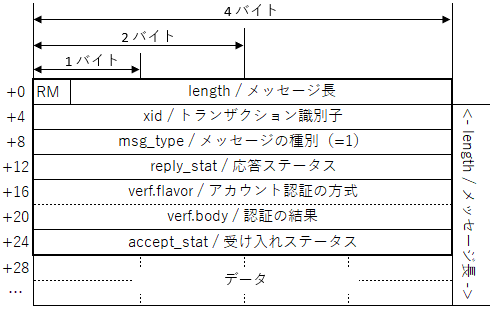 4 バイト
2 バイト
1 バイト
+0 RM length / メッセージ長
+4 xid / トランザクション識別子
+8 msg_type / メッセージの種別（=1）
+12 reply_stat / 応答ステータス
+16 verf.flavor / アカウント認証の方式
+20 verf.body / 認証の結果
+24 accept_stat / 受け入れステータス
+28 データ
…
<- length / メッセージ長 ->